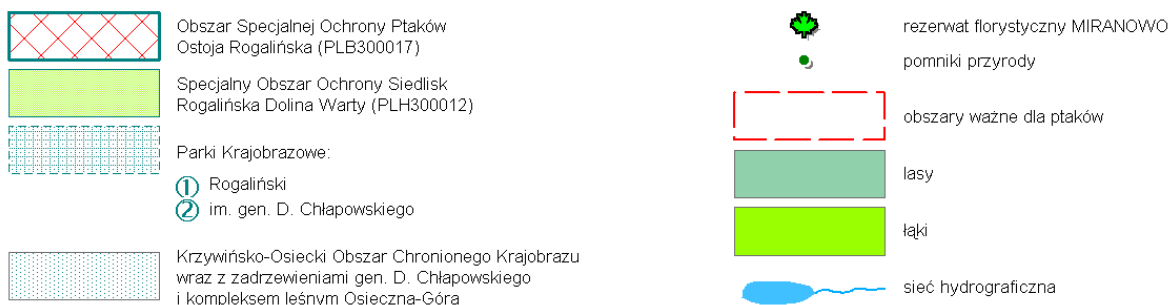 Obszar Specjalnej Ochrony Ptaków
Ostoja Rogalińska (PLB300017)
Specjalny Obszar Ochrony Siedlisk
Rogalińska Dolina Warty (PLH300012)
Parki Krajobrazowe:
1 Rogaliński
2 im. gen. D. Chłapowskiego
Krzywińsko-Osiecki Obszar Chronionego Krajobrazu
wraz z zadrzewieniami gen. D. Chłapowskiego
i kompleksem leśnym Osieczna-Góra
rezerwat florystyczny MIRANOWO
pomniki przyrody
obszary ważne dla ptaków
lasy
łąki
sieć hydrograficzna